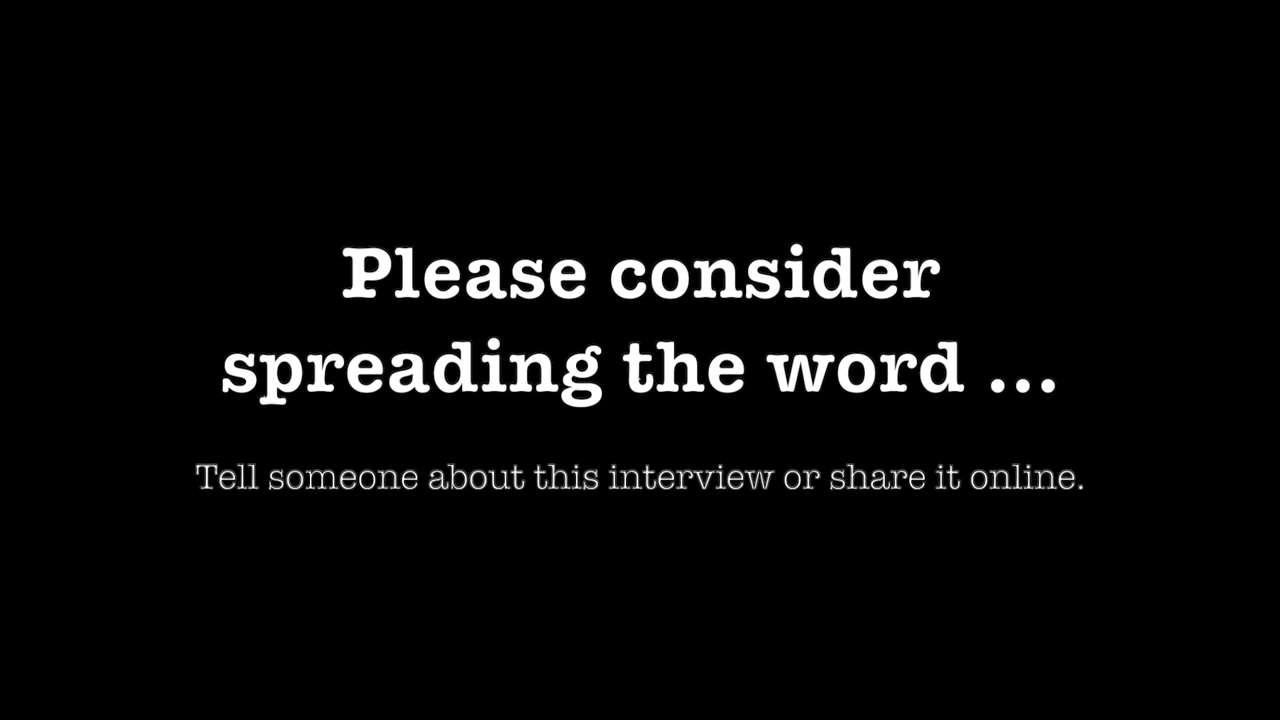 Please consider
spreading the word ...
Tell someone about this interview or share it online.